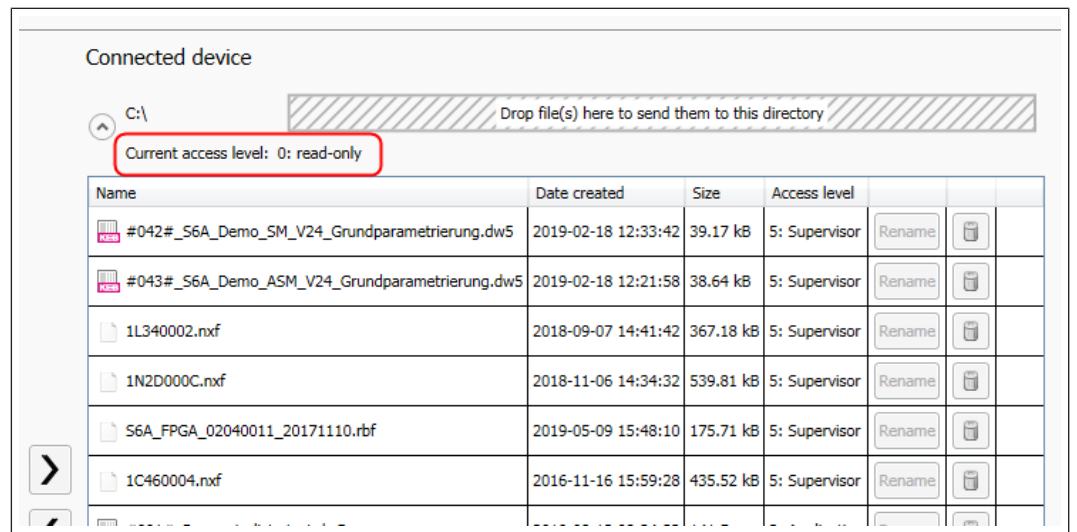 Connected device
C:\
Drop file(s) here to send them to this directory
Current access level: 0: read-only
Name Date created Size Access level
#042#_S6A_Demo_SM_V24_Grundparametrierung.dw5 2019-02-18 12:33:42 39.17 kB 5: Supervisor Rename
#043#_S6A_Demo_ASM_V24_Grundparametrierung.dw5 2019-02-18 12:21:58 38.64 kB 5: Supervisor Rename
1L340002.nxf 2018-09-07 14:41:42 367.18 kB 5: Supervisor Rename
1N2D000C.nxf 2018-11-06 14:34:32 539.81 kB 5: Supervisor Rename
S6A_FPGA_02040011_20171110.rbf 2019-05-09 15:48:10 175.71 kB 5: Supervisor Rename
1C460004.nxf 2016-11-16 15:59:28 435.52 kB 5: Supervisor Rename